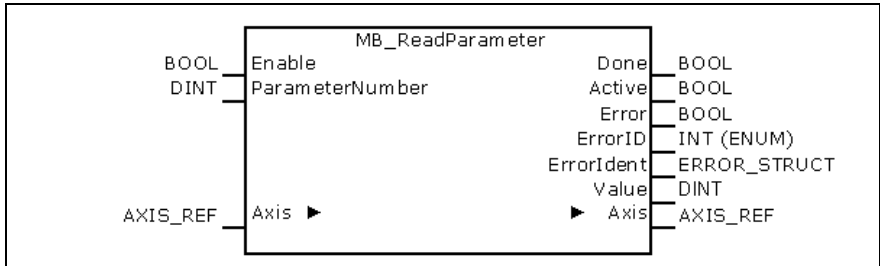 MB_ReadParameter
BOOL Enable Done BOOL
DINT ParameterNumber Active BOOL
Error BOOL
ErrorID INT (ENUM)
ErrorIdent ERROR_STRUCT
Value DINT
AXIS_REF Axis ► ► Axis AXIS_REF